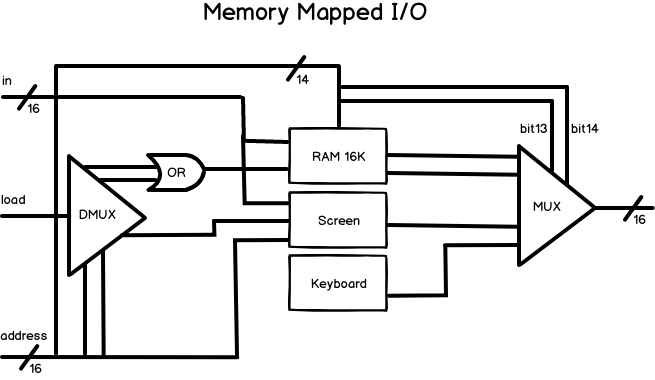 Memory Mapped I/O
in
16
14
bit13
bit14
RAM 16K
OR
load
DMUX
Screen
MUX
16
Keyboard
address
16